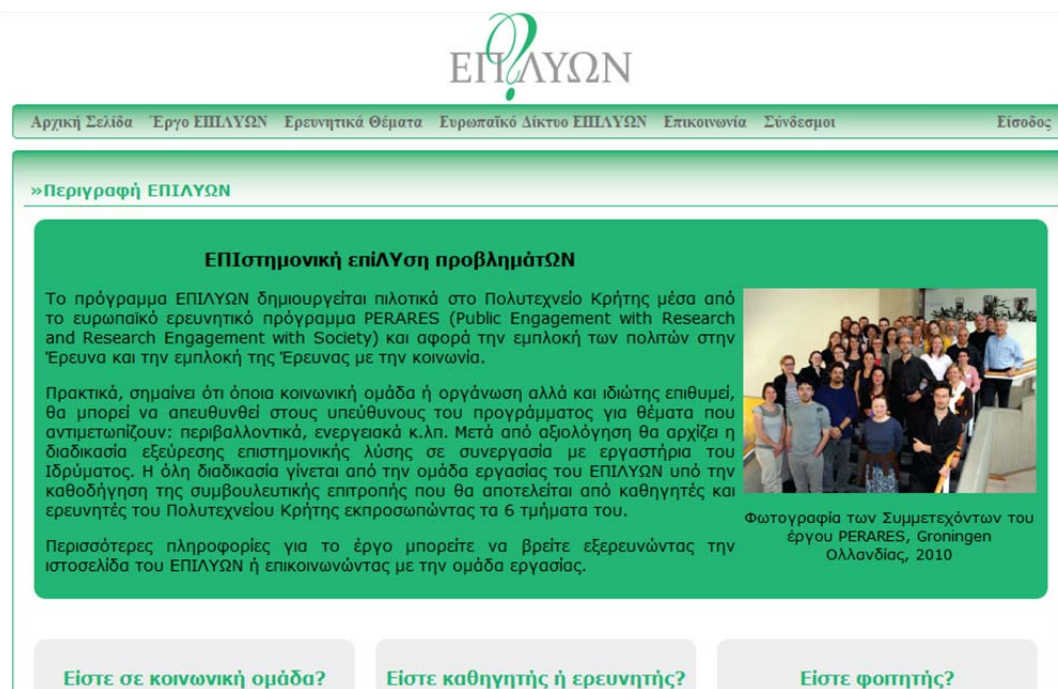 ΕΠ?ΛΥΩΝ
Αρχική Σελίδα Έργο ΕΠΙΛΥΩΝ Ερευνητικά Θέματα Ευρωπαϊκό Δίκτυο ΕΠΙΛΥΩΝ Επικοινωνία Σύνδεσμοι Είσοδος
»Περιγραφή ΕΠΙΛΥΩΝ
ΕΠΙστημονική επίΛΥση προβλημάτΩΝ
Το πρόγραμμα ΕΠΙΛΥΩΝ δημιουργείται πιλοτικά στο Πολυτεχνείο Κρήτης μέσα από
το ευρωπαϊκό ερευνητικό πρόγραμμα PERARES (Public Engagement with Research
and Research Engagement with Society) και αφορά την εμπλοκή των πολιτών στην
Έρευνα και την εμπλοκή της Έρευνας με την κοινωνία.
Πρακτικά, σημαίνει ότι όποια κοινωνική ομάδα ή οργάνωση αλλά και ιδιώτης επιθυμεί,
θα μπορεί να απευθυνθεί στους υπεύθυνους του προγράμματος για θέματα που
αντιμετωπίζουν: περιβαλλοντικά, ενεργειακά κ.λπ. Μετά από αξιολόγηση θα αρχίζει η
διαδικασία εξεύρεσης επιστημονικής λύσης σε συνεργασία με εργαστήρια του
Ιδρύματος. Η όλη διαδικασία γίνεται από την ομάδα εργασίας του ΕΠΙΛΥΩΝ υπό την
καθοδήγηση της συμβουλευτικής επιτροπής που θα αποτελείται από καθηγητές και
ερευνητές του Πολυτεχνείου Κρήτης εκπροσωπώντας τα 6 τμήματα του.
Περισσότερες πληροφορίες για το έργο μπορείτε να βρείτε εξερευνώντας την
ιστοσελίδα του ΕΠΙΛΥΩΝ ή επικοινωνώντας με την ομάδα εργασίας.
Φωτογραφία των Συμμετεχόντων του
έργου PERARES, Groningen
Ολλανδίας, 2010
Είστε σε κοινωνική ομάδα? Είστε καθηγητής ή ερευνητής? Είστε φοιτητής?